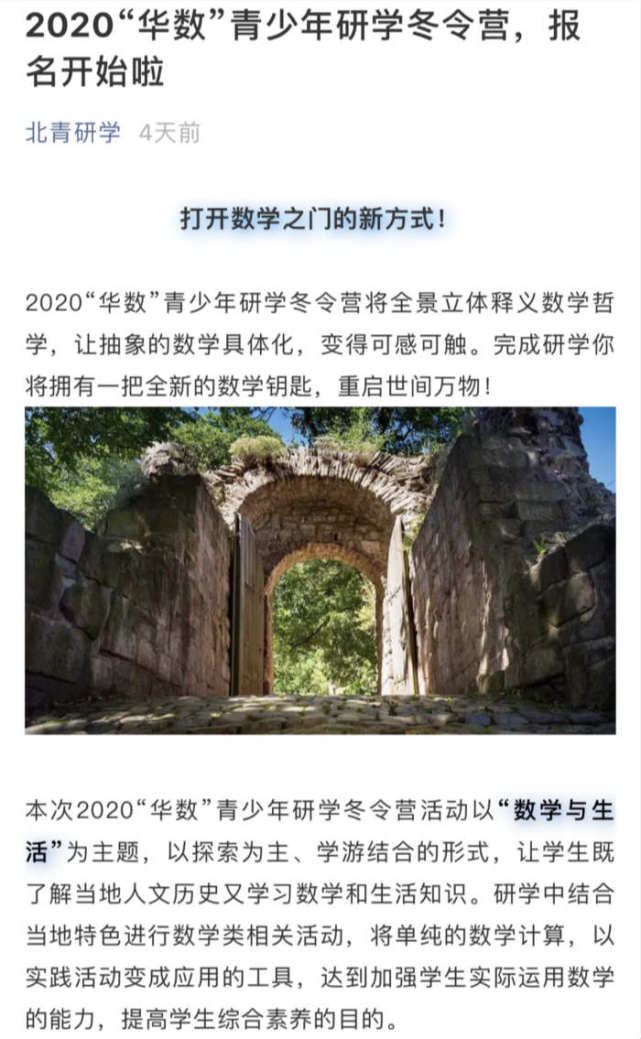 2020“华数”青少年研学冬令营，报
名开始啦
北青研学 4天前
打开数学之门的新方式！
2020“华数”青少年研学冬令营将全景立体释义数学哲
学，让抽象的数学具体化，变得可感可触。完成研学你
将拥有一把全新的数学钥匙，重启世间万物！
本次2020“华数”青少年研学冬令营活动以“数学与生
活”为主题，以探索为主、学游结合的形式，让学生既
了解当地人文历史又学习数学和生活知识。研学中结合
当地特色进行数学类相关活动，将单纯的数学计算，以
实践活动变成应用的工具，达到加强学生实际运用数学
的能力，提高学生综合素养的目的。